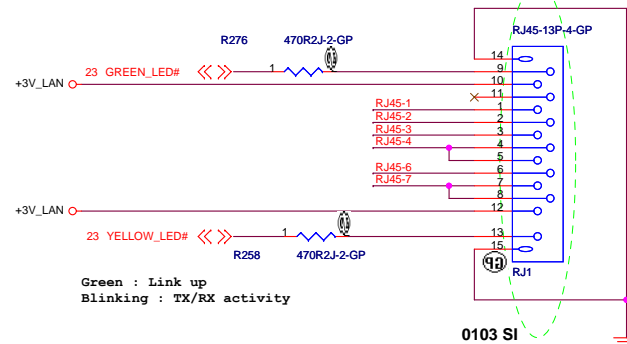 RJ45-13P-4-GP
R276 470R2J-2-GP
14
23 GREEN_LED# 1 9
+3V_LAN 10
11
RJ45-1 1
RJ45-2 2
RJ45-3 3
RJ45-4 4
5
RJ45-6 6
RJ45-7 7
8
+3V_LAN 12
23 YELLOW_LED# 1 13
15
R258 470R2J-2-GP
GP
RJ1
Green : Link up
Blinking : TX/RX activity
0103 SI